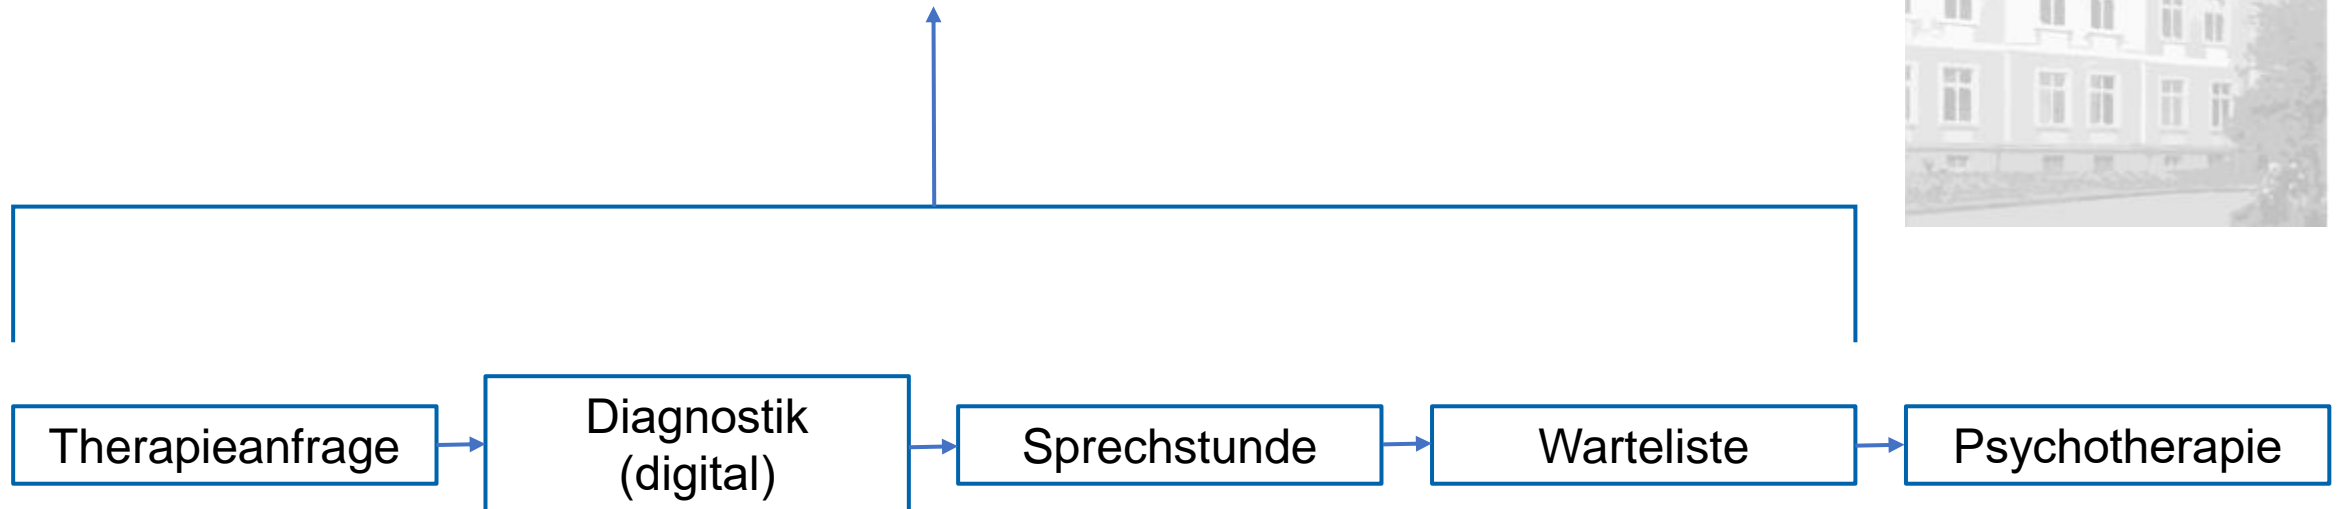 Therapieanfrage
Diagnostik
(digital)
Sprechstunde
Warteliste
Psychotherapie